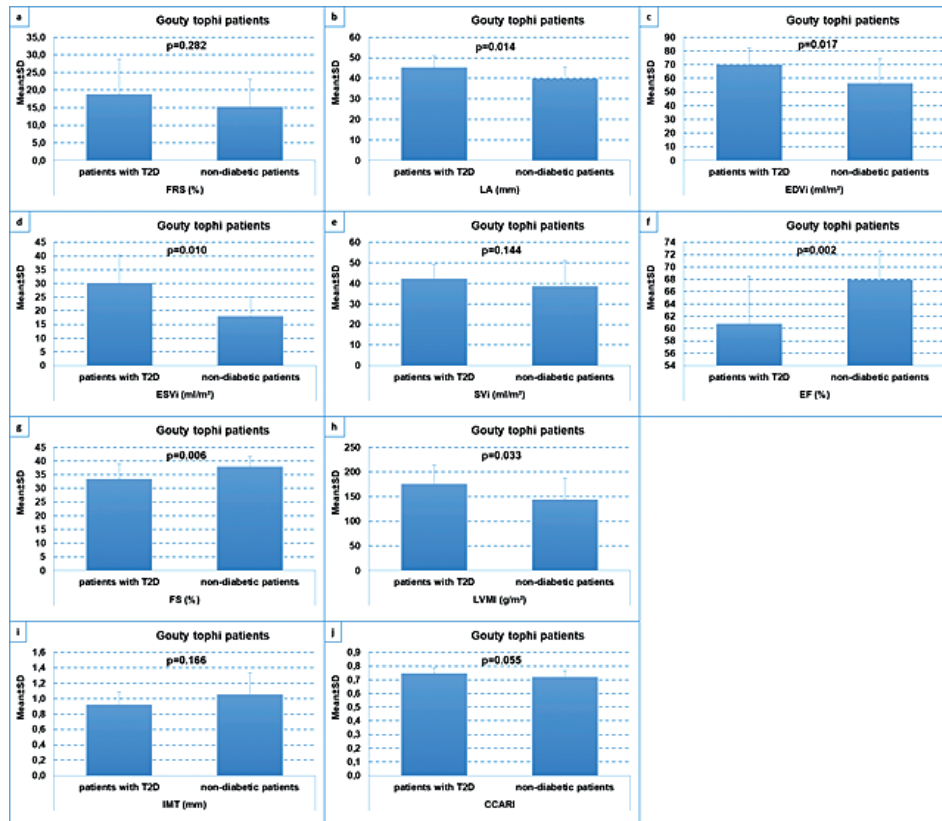 a
Gouty tophi patients
p=0.282
Mean±SD
35,0
30,0
25,0
20,0
15,0
10,0
5,0
0,0
patients with T2D
non-diabetic patients
FRS (%)
b
Gouty tophi patients
p=0.014
Mean±SD
60
50
40
30
20
10
0
patients with T2D
non-diabetic patients
LA (mm)
c
Gouty tophi patients
p=0.017
Mean±SD
90
80
70
60
50
40
30
20
10
0
patients with T2D
non-diabetic patients
EDVi (ml/m²)
d
Gouty tophi patients
p=0.010
Mean±SD
45
40
35
30
25
20
15
10
5
0
patients with T2D
non-diabetic patients
ESVi (ml/m²)
e
Gouty tophi patients
p=0.144
Mean±SD
60
50
40
30
20
10
0
patients with T2D
non-diabetic patients
SVi (ml/m²)
f
Gouty tophi patients
p=0.002
Mean±SD
74
72
70
68
66
64
62
60
58
56
54
patients with T2D
non-diabetic patients
EF (%)
g
Gouty tophi patients
p=0.006
Mean±SD
45
40
35
30
25
20
15
10
5
0
patients with T2D
non-diabetic patients
FS (%)
h
Gouty tophi patients
p=0.033
Mean±SD
250
200
150
100
50
0
patients with T2D
non-diabetic patients
LVMI (g/m²)
i
Gouty tophi patients
p=0.166
Mean±SD
1,6
1,4
1,2
1,0
0,8
0,6
0,4
0,2
0,0
patients with T2D
non-diabetic patients
IMT (mm)
j
Gouty tophi patients
p=0.055
Mean±SD
0,9
0,8
0,7
0,6
0,5
0,4
0,3
0,2
0,1
0,0
patients with T2D
non-diabetic patients
CCARI